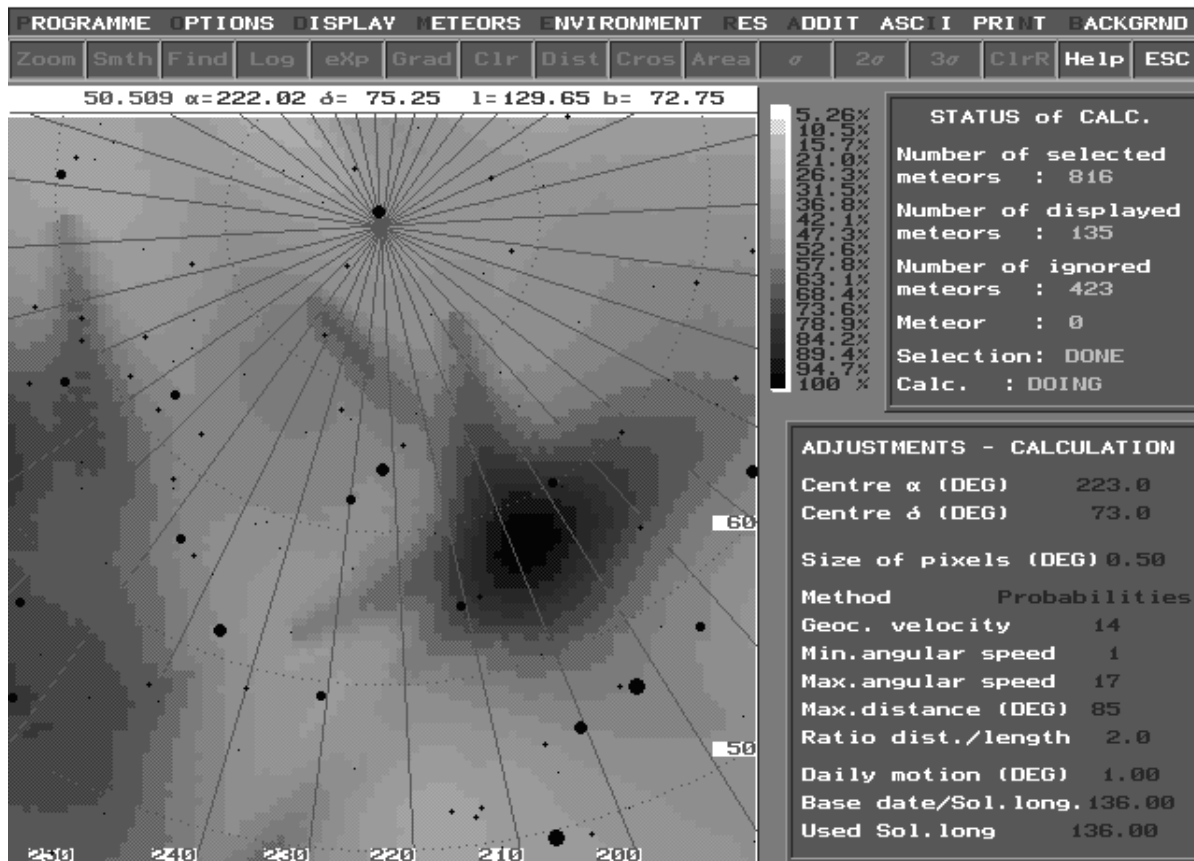 PROGRAMME OPTIONS DISPLAY METEORS ENVIRONMENT RES ADDIT ASCII PRINT BACKGRND
Zoom Smth Find Log eXp Grad Clr Dist Cros Area σ 2σ 3σ ClrR Help ESC
50.509 α=222.02 δ= 75.25 l=129.65 b= 72.75
5.26%
10.5%
15.7%
21.0%
26.3%
31.5%
36.8%
42.1%
47.3%
52.6%
57.8%
63.1%
68.4%
73.6%
78.9%
84.2%
89.4%
94.7%
100 %
STATUS of CALC.
Number of selected
meteors : 816
Number of displayed
meteors : 135
Number of ignored
meteors : 423
Meteor : 0
Selection: DONE
Calc. : DOING
ADJUSTMENTS - CALCULATION
Centre α (DEG) 223.0
Centre δ (DEG) 73.0
Size of pixels (DEG) 0.50
Method Probabilities
Geoc. velocity 14
Min.angular speed 1
Max.angular speed 17
Max.distance (DEG) 85
Ratio dist./length 2.0
Daily motion (DEG) 1.00
Base date/Sol.long. 136.00
Used Sol.long 136.00
60
50
250 240 230 220 210 200